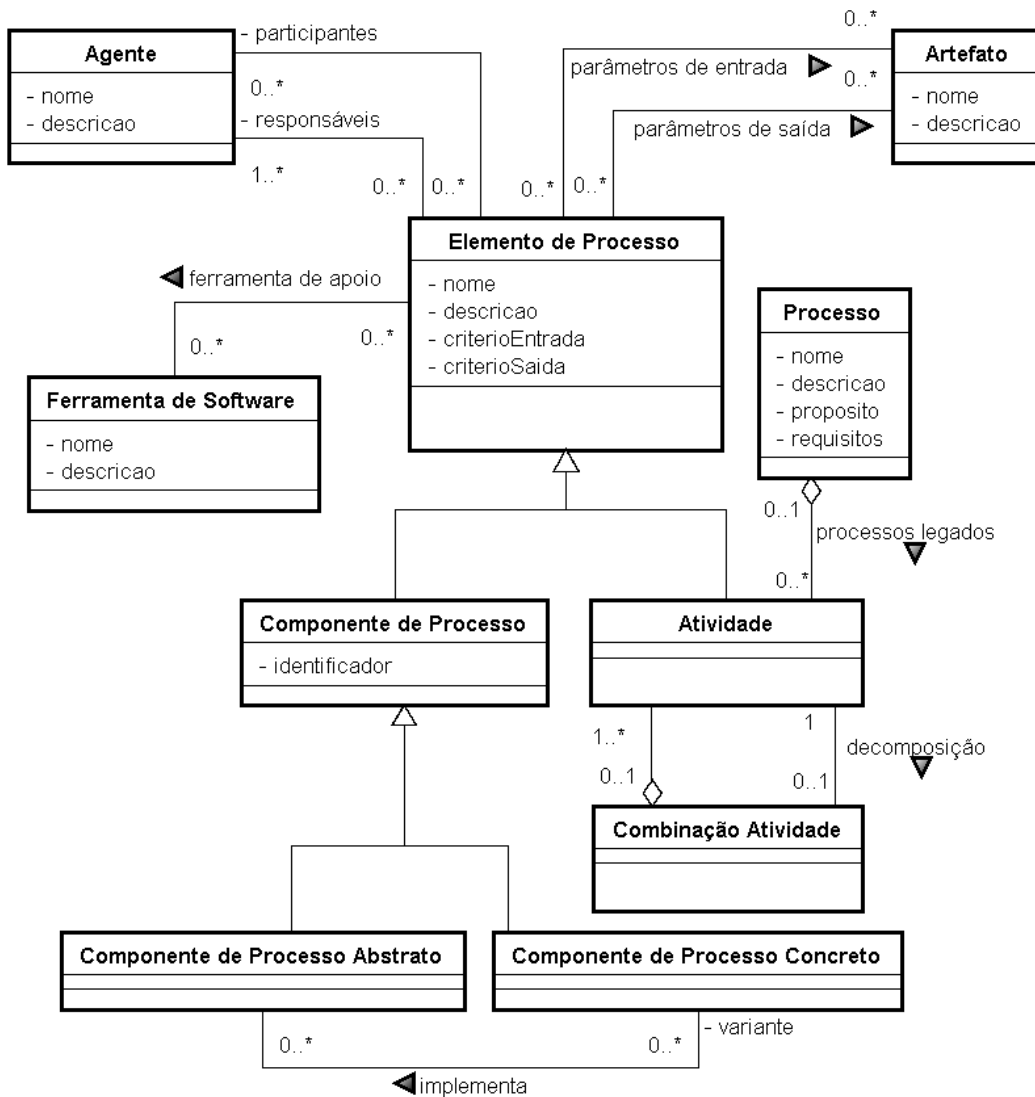 Agente
- nome
- descricao
- participantes
0..*
- responsáveis
1..*
0..*
0..*
0..*
parâmetros de entrada
0..*
parâmetros de saída
0..*
0..*
Artefato
- nome
- descricao
Elemento de Processo
- nome
- descricao
- criterioEntrada
- criterioSaida
ferramenta de apoio
0..*
0..*
Ferramenta de Software
- nome
- descricao
Processo
- nome
- descricao
- proposito
- requisitos
0..1
processos legados
0..*
Componente de Processo
- identificador
Atividade
1..*
0..1
1
decomposição
0..1
Combinação Atividade
Componente de Processo Abstrato
Componente de Processo Concreto
0..*
0..*
- variante
implementa